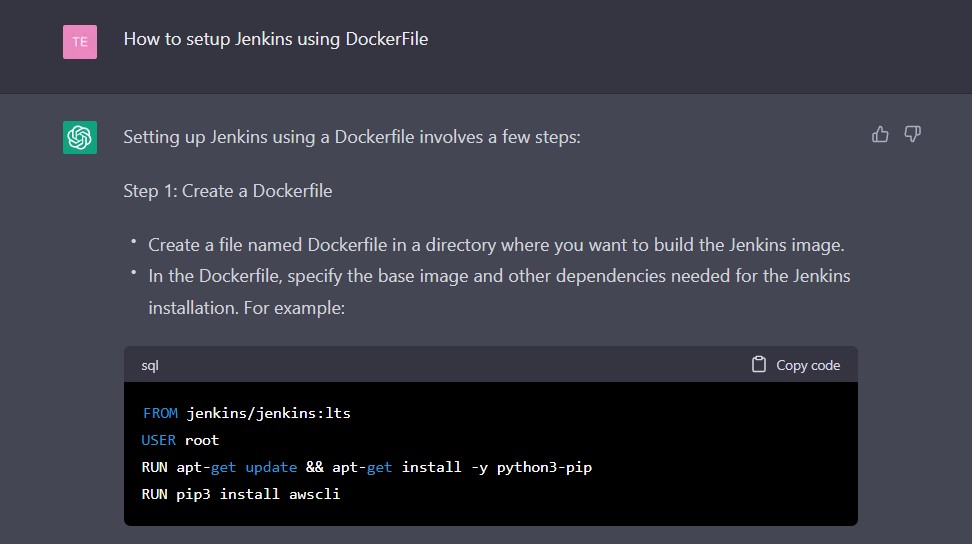 TE
How to setup Jenkins using DockerFile
Setting up Jenkins using a Dockerfile involves a few steps:
Step 1: Create a Dockerfile
• Create a file named Dockerfile in a directory where you want to build the Jenkins image.
• In the Dockerfile, specify the base image and other dependencies needed for the Jenkins
installation. For example:
sql
Copy code
FROM jenkins/jenkins:lts
USER root
RUN apt-get update && apt-get install -y python3-pip
RUN pip3 install awscli